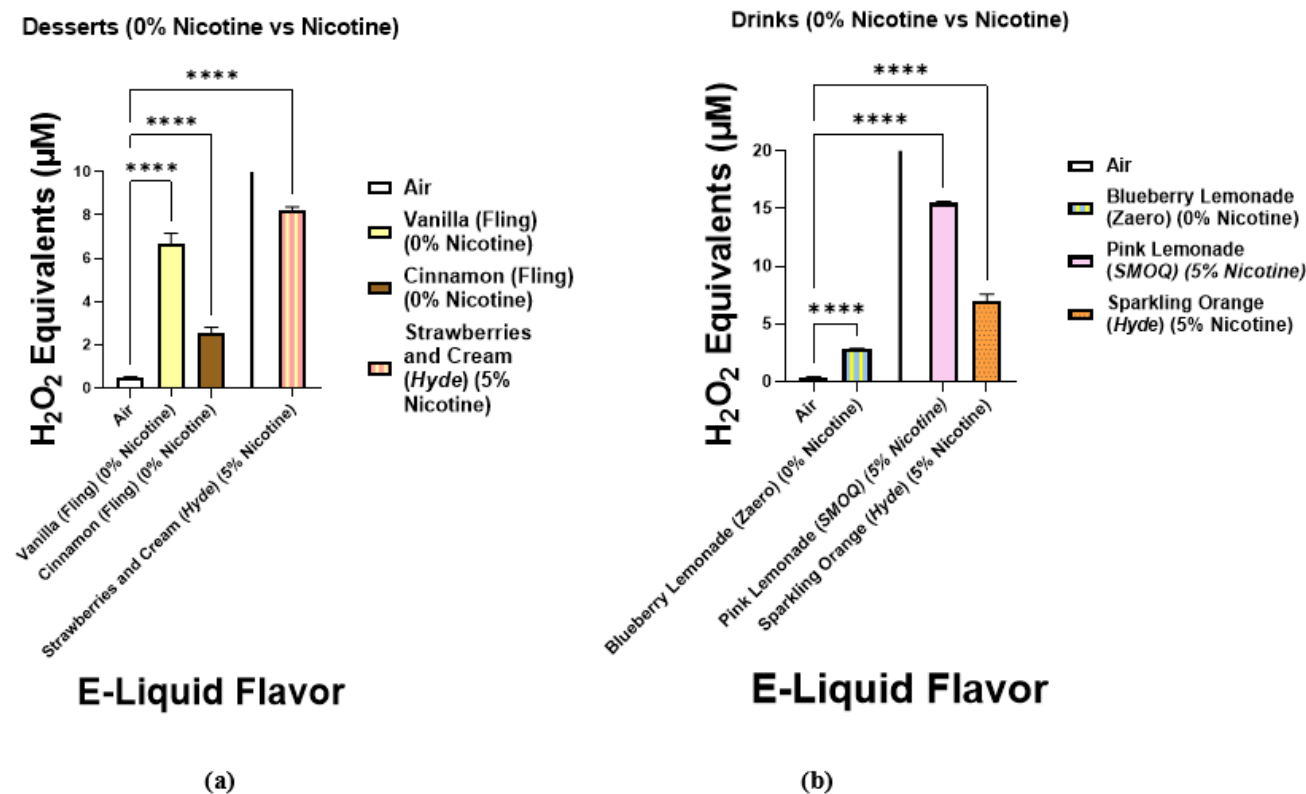 Desserts (0% Nicotine vs Nicotine)
****
****
****
H2O2 Equivalents (µM)
10
8
6
4
2
0
Air
Vanilla (Fling) (0% Nicotine)
Cinnamon (Fling) (0% Nicotine)
Strawberries and Cream (Hyde) (5% Nicotine)
E-Liquid Flavor
Air
Vanilla (Fling)
(0% Nicotine)
Cinnamon (Fling)
(0% Nicotine)
Strawberries
and Cream
(Hyde) (5%
Nicotine)
(a)
Drinks (0% Nicotine vs Nicotine)
****
****
****
H2O2 Equivalents (µM)
20
15
10
5
0
Air
Blueberry Lemonade (Zaero) (0% Nicotine)
Pink Lemonade (SMOQ) (5% Nicotine)
Sparkling Orange (Hyde) (5% Nicotine)
E-Liquid Flavor
Air
Blueberry Lemonade
(Zaero) (0% Nicotine)
Pink Lemonade
(SMOQ) (5% Nicotine)
Sparkling Orange
(Hyde) (5% Nicotine)
(b)